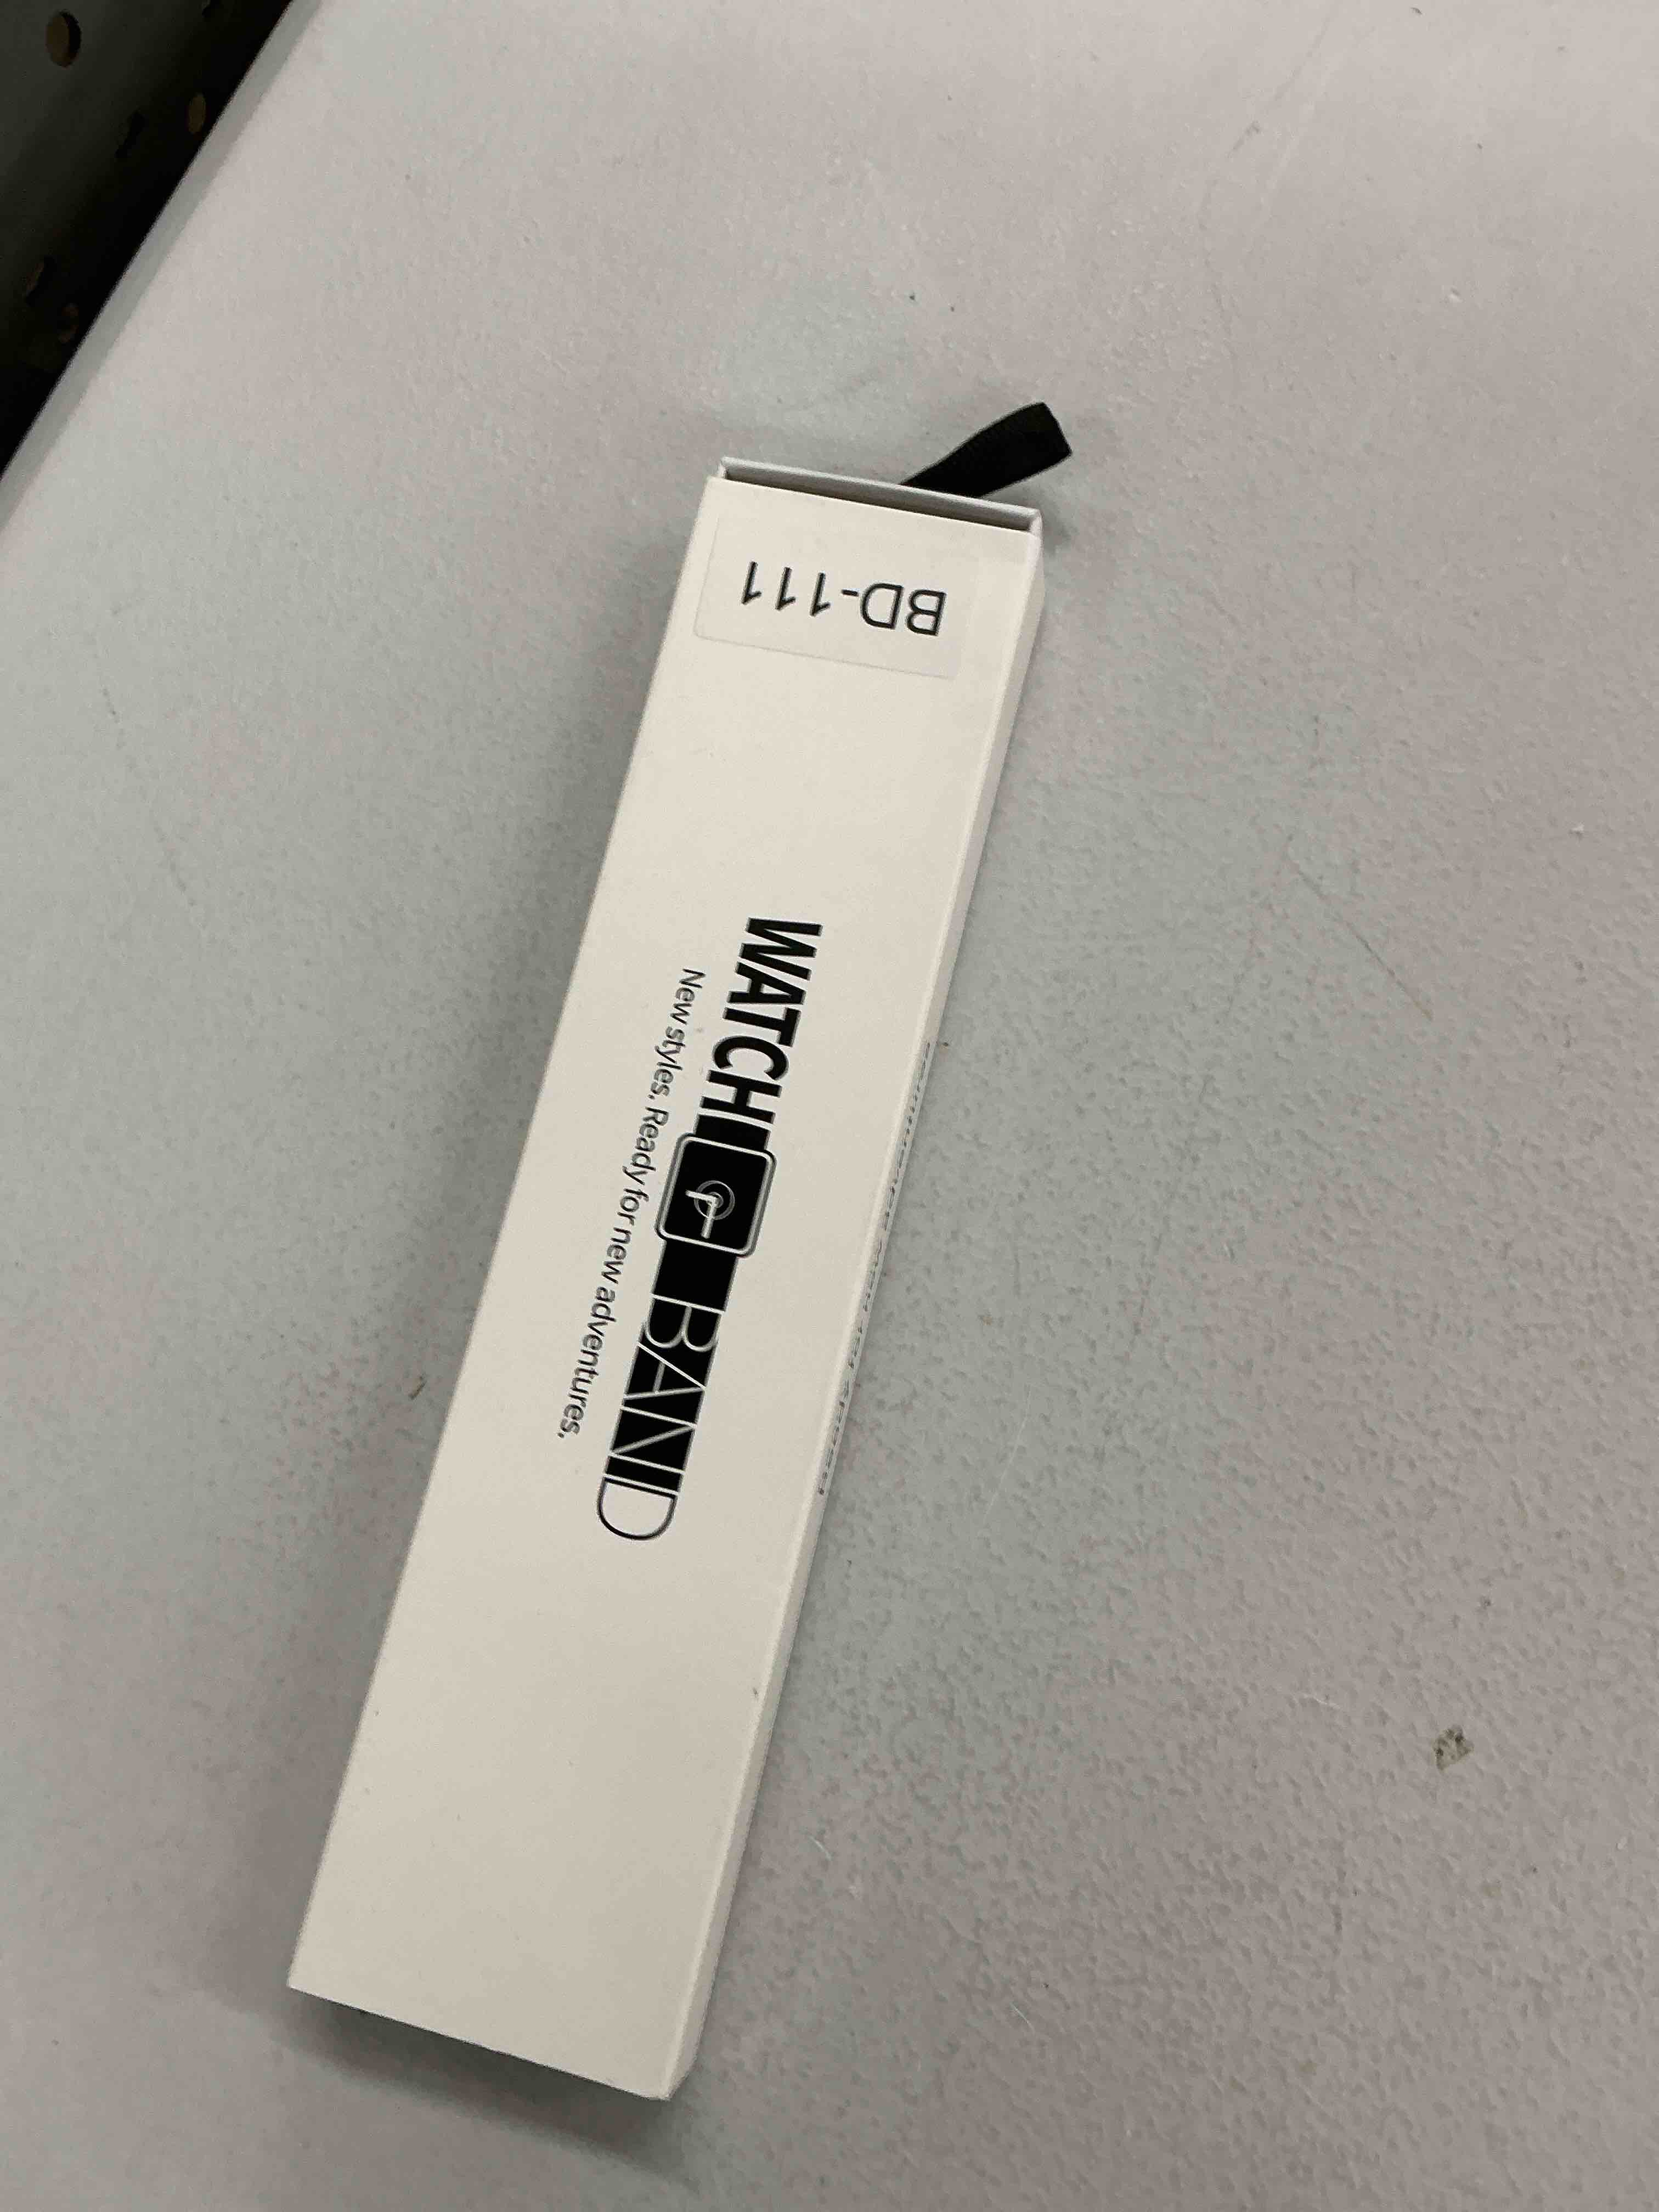 BD-111
WATCH BAND
New styles. Ready for new adventures.